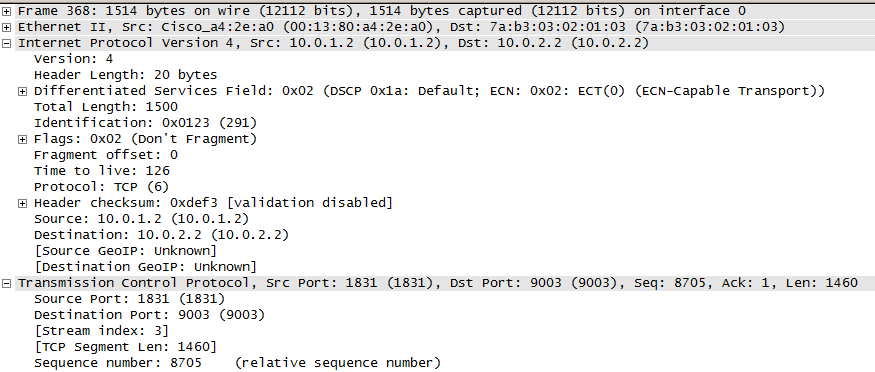 Frame 368: 1514 bytes on wire (12112 bits), 1514 bytes captured (12112 bits) on interface 0
Ethernet II, Src: Cisco_a4:2e:a0 (00:13:80:a4:2e:a0), Dst: 7a:b3:03:02:01:03 (7a:b3:03:02:01:03)
Internet Protocol Version 4, Src: 10.0.1.2 (10.0.1.2), Dst: 10.0.2.2 (10.0.2.2)
Version: 4
Header Length: 20 bytes
Differentiated Services Field: 0x02 (DSCP 0x1a: Default; ECN: 0x02: ECT(0) (ECN-Capable Transport))
Total Length: 1500
Identification: 0x0123 (291)
Flags: 0x02 (Don't Fragment)
Fragment offset: 0
Time to live: 126
Protocol: TCP (6)
Header checksum: 0xdef3 [validation disabled]
Source: 10.0.1.2 (10.0.1.2)
Destination: 10.0.2.2 (10.0.2.2)
[Source GeoIP: Unknown]
[Destination GeoIP: Unknown]
Transmission Control Protocol, Src Port: 1831 (1831), Dst Port: 9003 (9003), Seq: 8705, Ack: 1, Len: 1460
Source Port: 1831 (1831)
Destination Port: 9003 (9003)
[Stream index: 3]
[TCP Segment Len: 1460]
Sequence number: 8705    (relative sequence number)